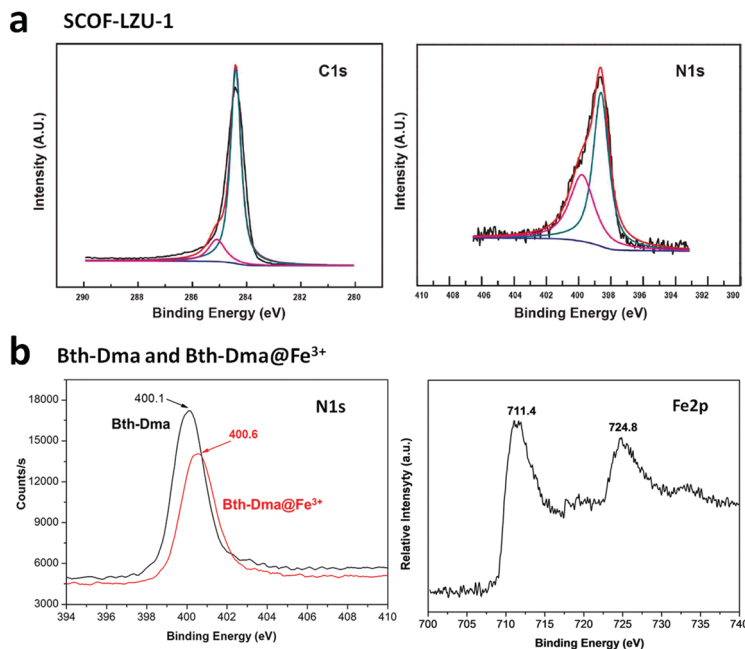 a SCOF-LZU-1
C1s
Intensity (A.U.)
290 288 286 284 282 280
Binding Energy (eV)
N1s
Intensity (A.U.)
410 408 406 404 402 400 398 396 394 392 390
Binding Energy (eV)
b Bth-Dma and Bth-Dma@Fe³⁺
18000
15000
12000
9000
6000
3000
Counts/s
400.1
N1s
Bth-Dma
400.6
Bth-Dma@Fe³⁺
394 396 398 400 402 404 406 408 410
Binding Energy (eV)
Relative Intensyty (a.u.)
711.4
724.8
Fe2p
700 705 710 715 720 725 730 735 740
Binding Energy (eV)